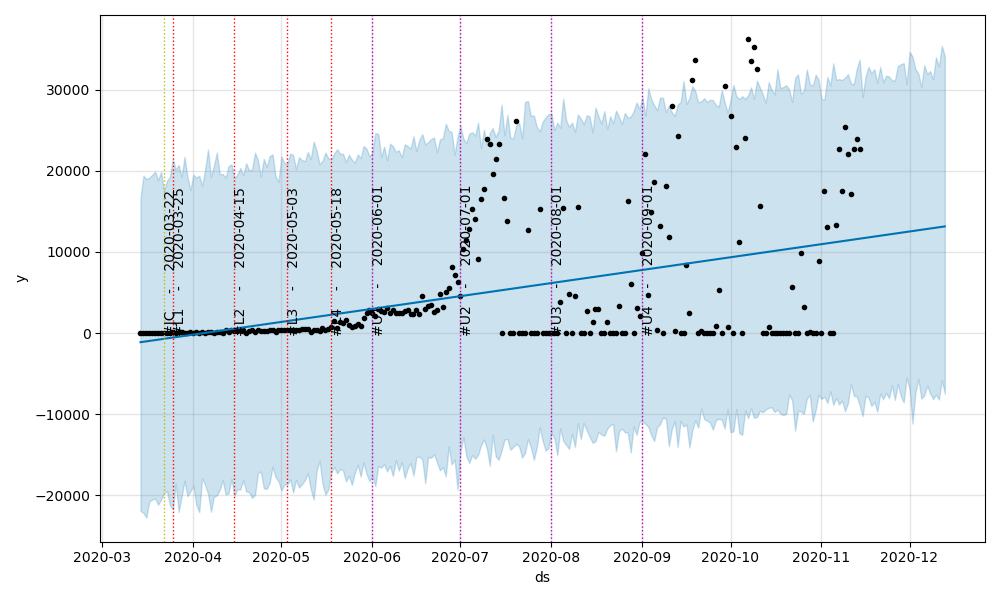 30000
20000
10000
0
−10000
−20000
y
#JC - 2020-03-22
#L1 - 2020-03-25
#L2 - 2020-04-15
#L3 - 2020-05-03
#L4 - 2020-05-18
#U1 - 2020-06-01
#U2 - 2020-07-01
#U3 - 2020-08-01
#U4 - 2020-09-01
2020-03 2020-04 2020-05 2020-06 2020-07 2020-08 2020-09 2020-10 2020-11 2020-12
ds